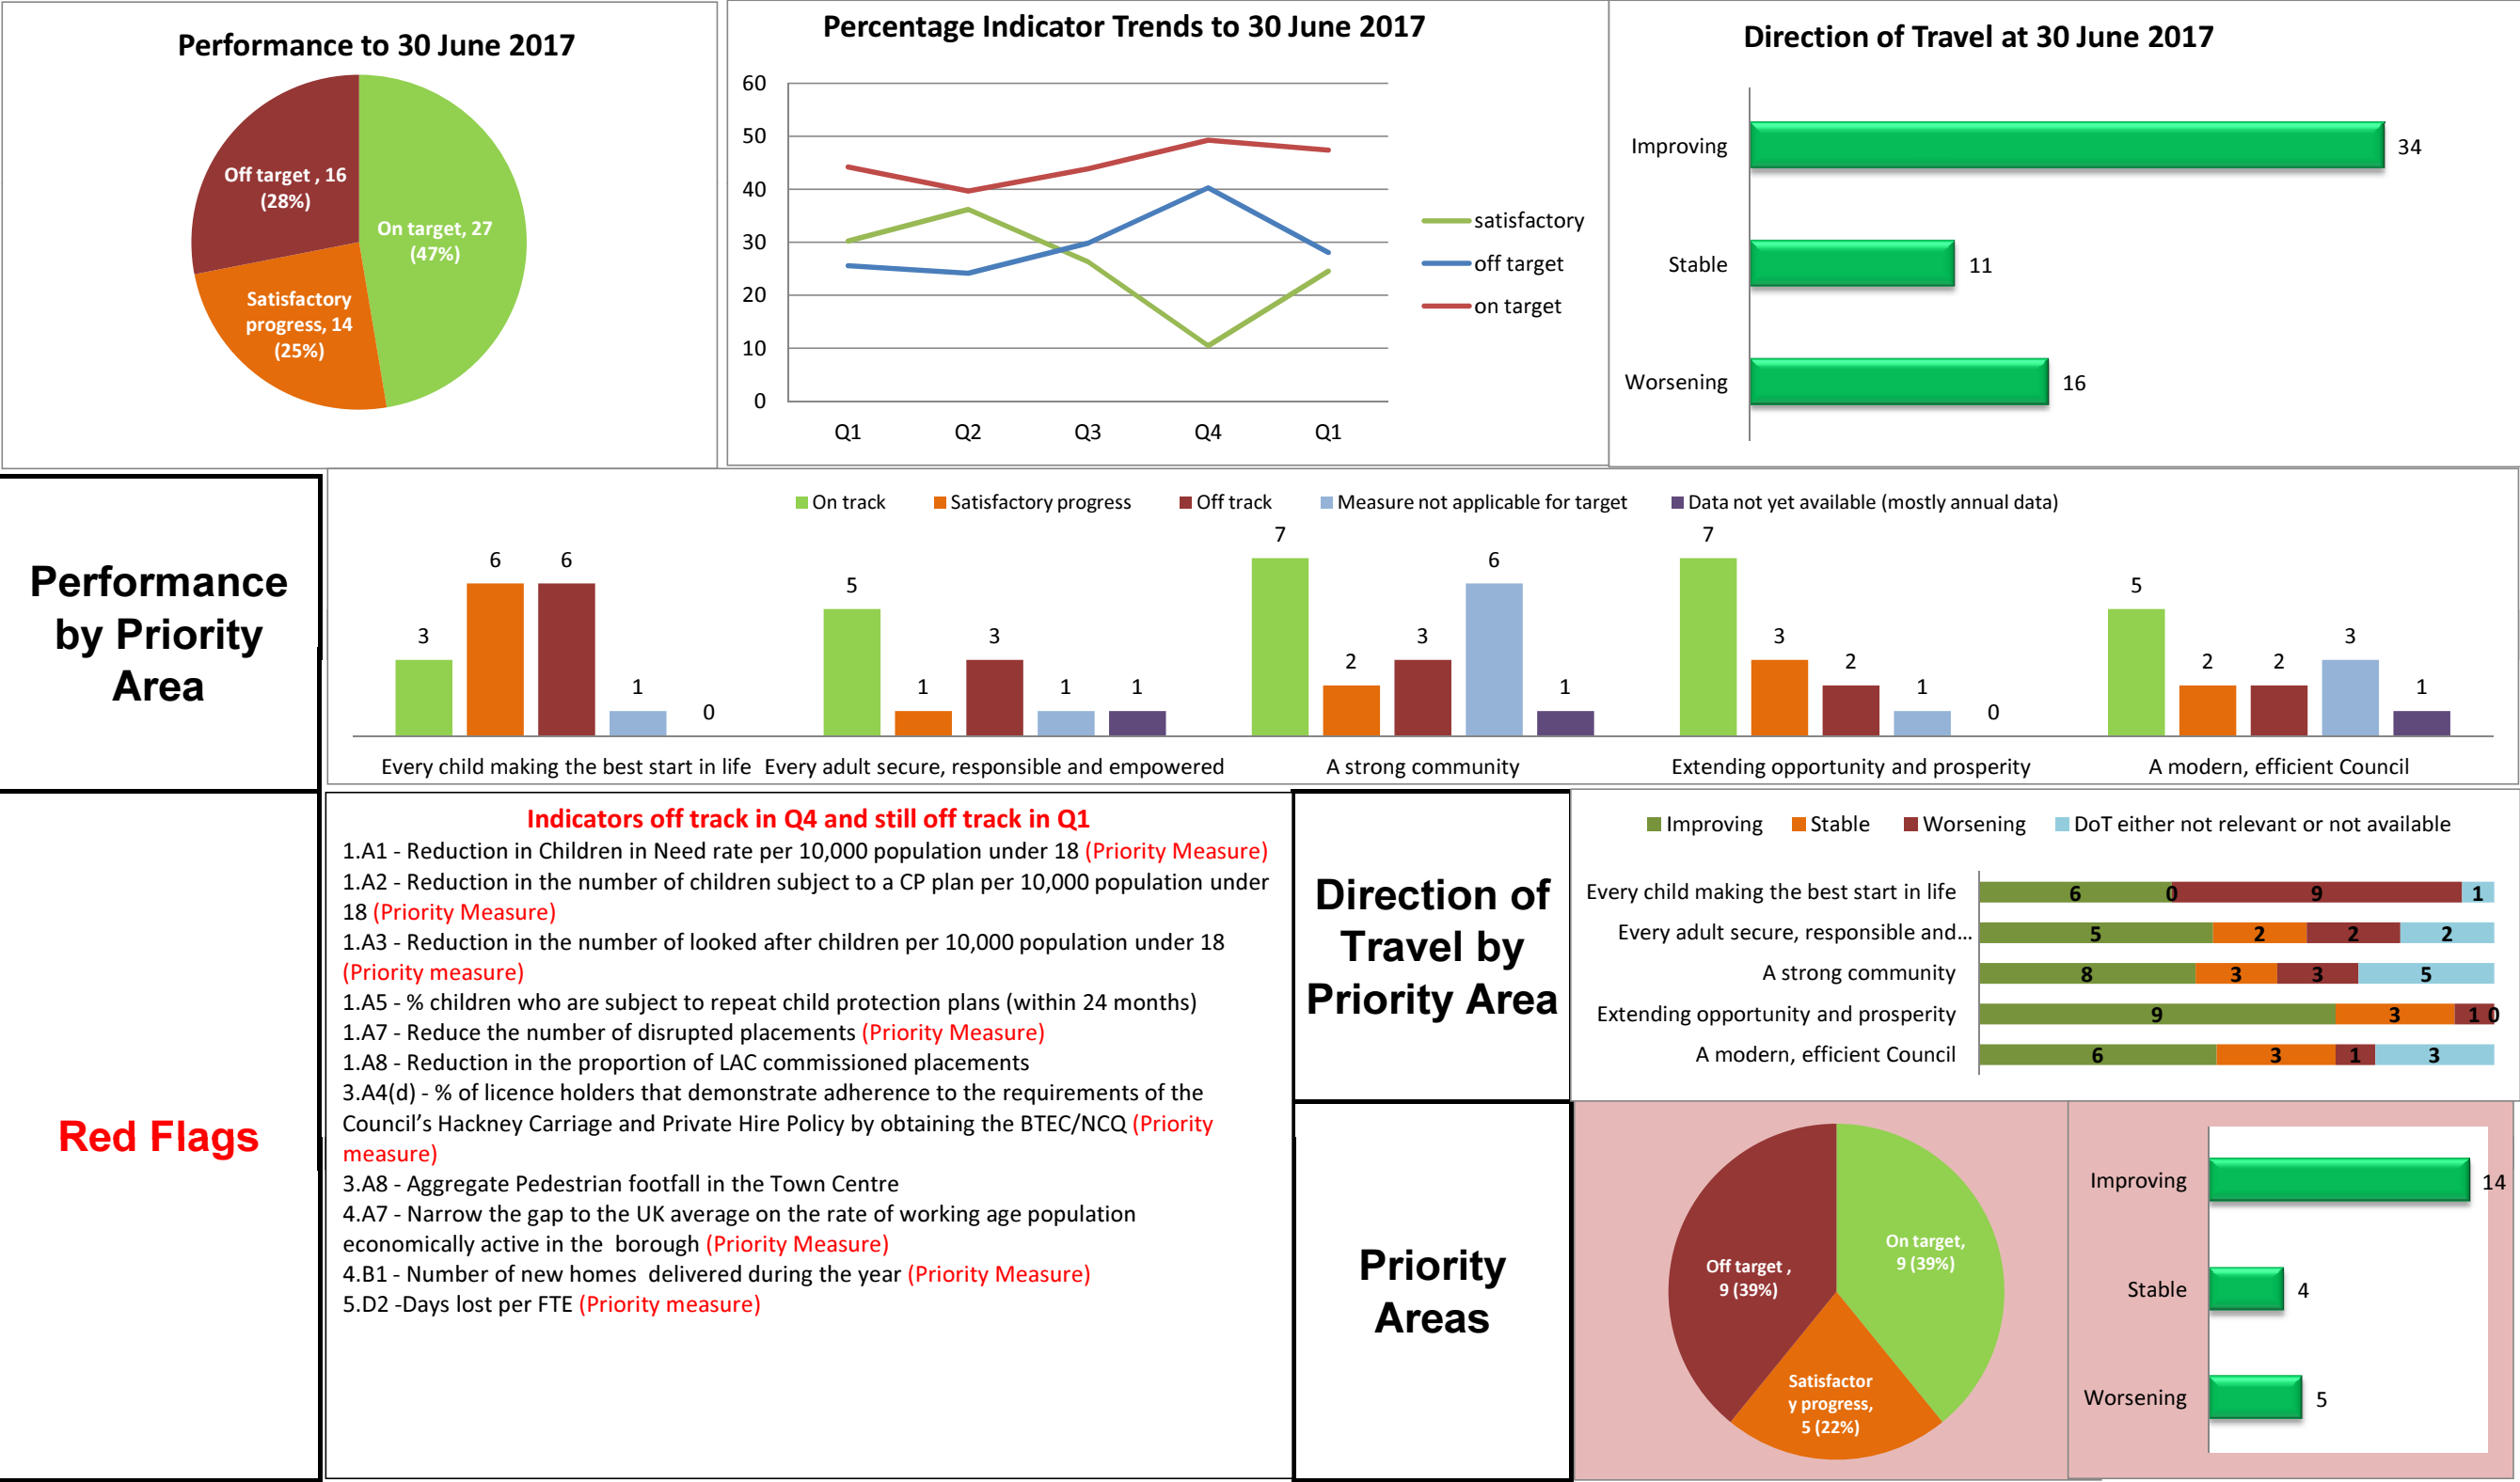 Performance to 30 June 2017
Off target , 16
(28%)
On target, 27
(47%)
Satisfactory
progress, 14
(25%)
Percentage Indicator Trends to 30 June 2017
60
50
40
30
20
10
0
Q1 Q2 Q3 Q4 Q1
satisfactory
off target
on target
Direction of Travel at 30 June 2017
Improving 34
Stable 11
Worsening 16
Performance
by Priority
Area
On track Satisfactory progress Off track Measure not applicable for target Data not yet available (mostly annual data)
3 6 6 1 0
5 1 3 1 1
7 2 3 6 1
7 3 2 1 0
5 2 2 3 1
Every child making the best start in life Every adult secure, responsible and empowered A strong community Extending opportunity and prosperity A modern, efficient Council
Red Flags
Indicators off track in Q4 and still off track in Q1
1.A1 - Reduction in Children in Need rate per 10,000 population under 18 (Priority Measure)
1.A2 - Reduction in the number of children subject to a CP plan per 10,000 population under
18 (Priority Measure)
1.A3 - Reduction in the number of looked after children per 10,000 population under 18
(Priority measure)
1.A5 - % children who are subject to repeat child protection plans (within 24 months)
1.A7 - Reduce the number of disrupted placements (Priority Measure)
1.A8 - Reduction in the proportion of LAC commissioned placements
3.A4(d) - % of licence holders that demonstrate adherence to the requirements of the
Council’s Hackney Carriage and Private Hire Policy by obtaining the BTEC/NCQ (Priority
measure)
3.A8 - Aggregate Pedestrian footfall in the Town Centre
4.A7 - Narrow the gap to the UK average on the rate of working age population
economically active in the  borough (Priority Measure)
4.B1 - Number of new homes  delivered during the year (Priority Measure)
5.D2 -Days lost per FTE (Priority measure)
Direction of
Travel by
Priority Area
Improving Stable Worsening DoT either not relevant or not available
Every child making the best start in life 6 0 9 1
Every adult secure, responsible and... 5 2 2 2
A strong community 8 3 3 5
Extending opportunity and prosperity 9 3 1 0
A modern, efficient Council 6 3 1 3
Priority
Areas
Off target ,
9 (39%)
On target,
9 (39%)
Satisfactor
y progress,
5 (22%)
Improving 14
Stable 4
Worsening 5